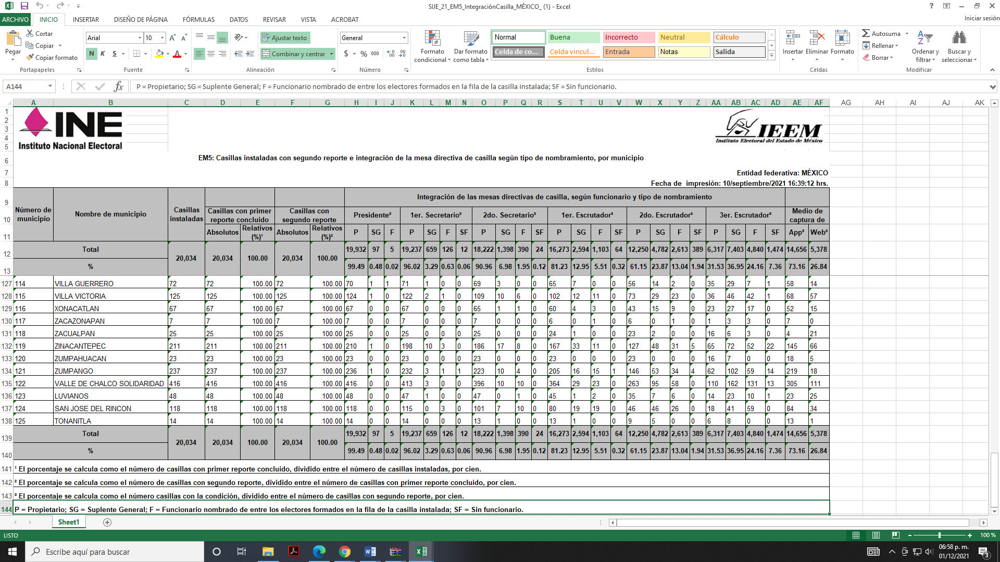 SIJE_21_EM5_IntegraciónCasilla_MÉXICO_ (1) - Excel
Iniciar sesión
ARCHIVO INICIO INSERTAR DISEÑO DE PÁGINA FÓRMULAS DATOS REVISAR VISTA ACROBAT
Pegar Cortar Copiar Copiar formato
Portapapeles
Arial 10
N K S
Fuente
Ajustar texto
Combinar y centrar
Alineación
General
$ % 000
Número
Formato condicional
Dar formato como tabla
Normal Buena Incorrecto Neutral Cálculo
Celda de co... Celda vincul... Entrada Notas Salida
Estilos
Insertar Eliminar Formato
Celdas
Autosuma Rellenar Borrar
Ordenar y filtrar
Buscar y seleccionar
Modificar
A144 fx P = Propietario; SG = Suplente General; F = Funcionario nombrado de entre los electores formados en la fila de la casilla instalada; SF = Sin funcionario.
A B C D E F G H I J K L M N O P Q R S T U V W X Y Z AA AB AC AD AE AF AG AH AI AJ AK
1
2
3
4
5
INE
Instituto Nacional Electoral
IEEM
Instituto Electoral del Estado de México
6 EM5: Casillas instaladas con segundo reporte e integración de la mesa directiva de casilla según tipo de nombramiento, por municipio
7 Entidad federativa: MÉXICO
8 Fecha de impresión: 10/septiembre/2021 16:39:12 hrs.
9 Integración de las mesas directivas de casilla, según funcionario y tipo de nombramiento
10 Número de municipio Nombre de municipio Casillas instaladas Casillas con primer reporte concluido Casillas con segundo reporte Presidente³ 1er. Secretario³ 2do. Secretario³ 1er. Escrutador³ 2do. Escrutador³ 3er. Escrutador³ Medio de captura de
11 Absolutos Relativos (%)¹ Absolutos Relativos (%)² P SG F P SG F SF P SG F SF P SG F SF P SG F SF P SG F SF App³ Web³
12 Total 20,034 20,034 100.00 20,034 100.00 19,932 97 5 19,237 659 126 12 18,222 1,398 390 24 16,273 2,594 1,103 64 12,250 4,782 2,613 389 6,317 7,403 4,840 1,474 14,656 5,378
13 % 99.49 0.48 0.02 96.02 3.29 0.63 0.06 90.96 6.98 1.95 0.12 81.23 12.95 5.51 0.32 61.15 23.87 13.04 1.94 31.53 36.95 24.16 7.36 73.16 26.84
127 114 VILLA GUERRERO 72 72 100.00 72 100.00 70 1 1 71 1 0 0 69 3 0 0 65 7 0 0 56 14 2 0 35 29 7 1 58 14
128 115 VILLA VICTORIA 125 125 100.00 125 100.00 124 1 0 122 2 1 0 109 10 6 0 102 12 11 0 73 29 23 0 36 46 42 1 68 57
129 116 XONACATLAN 67 67 100.00 67 100.00 67 0 0 67 0 0 0 65 1 1 0 60 4 3 0 43 15 9 0 23 27 17 0 52 15
130 117 ZACAZONAPAN 7 7 100.00 7 100.00 7 0 0 7 0 0 0 7 0 0 0 6 0 1 0 6 0 1 0 1 3 3 0 7 0
131 118 ZACUALPAN 25 25 100.00 25 100.00 25 0 0 25 0 0 0 25 0 0 0 24 1 0 0 23 2 0 0 16 6 3 0 4 21
132 119 ZINACANTEPEC 211 211 100.00 211 100.00 210 1 0 198 10 3 0 186 17 8 0 167 33 11 0 127 48 31 5 65 72 52 22 145 66
133 120 ZUMPAHUACAN 23 23 100.00 23 100.00 23 0 0 23 0 0 0 23 0 0 0 23 0 0 0 23 0 0 0 16 7 0 0 18 5
134 121 ZUMPANGO 237 237 100.00 237 100.00 236 1 0 232 3 1 1 223 10 4 0 205 16 15 1 146 53 34 4 62 102 59 14 219 18
135 122 VALLE DE CHALCO SOLIDARIDAD 416 416 100.00 416 100.00 416 0 0 413 3 0 0 396 10 10 0 364 29 23 0 263 95 58 0 110 162 131 13 305 111
136 123 LUVIANOS 48 48 100.00 48 100.00 48 0 0 47 1 0 0 47 0 1 0 45 1 2 0 35 7 6 0 14 23 10 1 23 25
137 124 SAN JOSE DEL RINCON 118 118 100.00 118 100.00 118 0 0 115 0 3 0 101 7 10 0 80 19 19 0 46 46 26 0 18 41 59 0 84 34
138 125 TONANITLA 14 14 100.00 14 100.00 14 0 0 14 0 0 0 13 1 0 0 13 1 0 0 9 5 0 0 6 8 0 0 13 1
139 Total 20,034 20,034 100.00 20,034 100.00 19,932 97 5 19,237 659 126 12 18,222 1,398 390 24 16,273 2,594 1,103 64 12,250 4,782 2,613 389 6,317 7,403 4,840 1,474 14,656 5,378
140 % 99.49 0.48 0.02 96.02 3.29 0.63 0.06 90.96 6.98 1.95 0.12 81.23 12.95 5.51 0.32 61.15 23.87 13.04 1.94 31.53 36.95 24.16 7.36 73.16 26.84
141 ¹ El porcentaje se calcula como el número de casillas con primer reporte concluido, dividido entre el número de casillas instaladas, por cien.
142 ² El porcentaje se calcula como el número de casillas con segundo reporte, dividido entre el número de casillas con primer reporte concluido, por cien.
143 ³ El porcentaje se calcula como el número casillas con la condición, dividido entre el número de casillas con segundo reporte, por cien.
144 P = Propietario; SG = Suplente General; F = Funcionario nombrado de entre los electores formados en la fila de la casilla instalada; SF = Sin funcionario.
Sheet1
LISTO 100 %
Escribe aquí para buscar
06:58 p. m.
01/12/2021
3